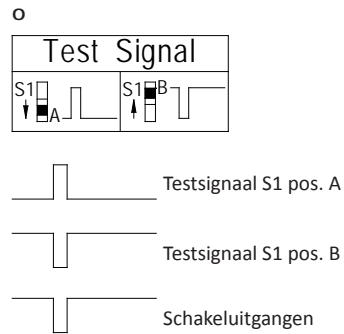 o
Test Signal
S1 A S1 B
Testsignaal S1 pos. A
Testsignaal S1 pos. B
Schakeluitgangen